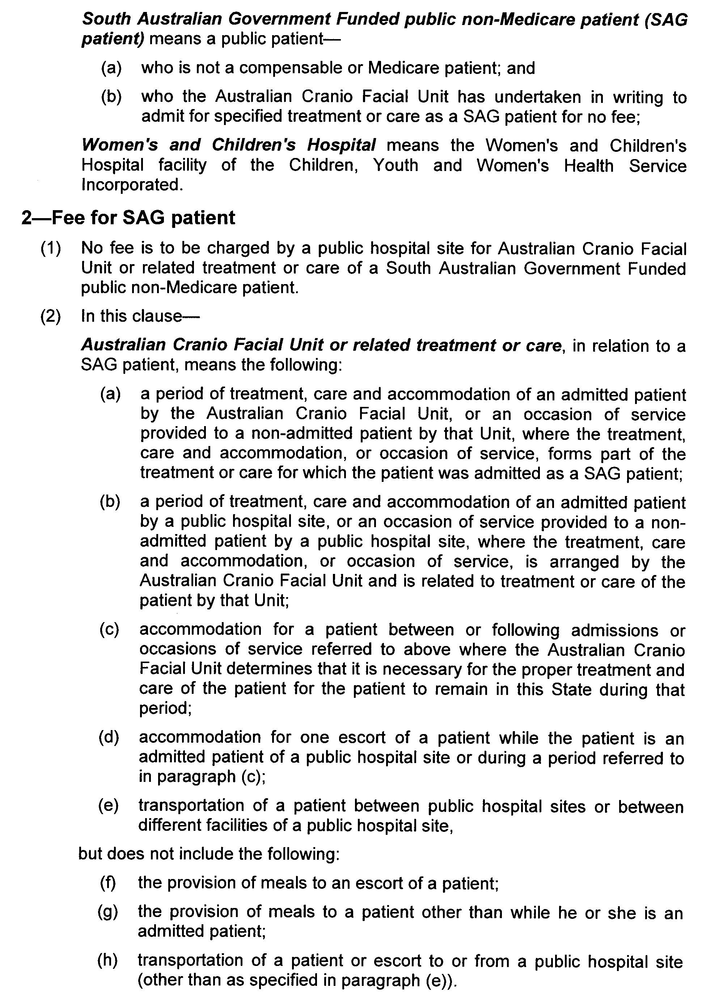 South Australian Government Funded public non-Medicare patient (SAG
patient) means a public patient—
(a) who is not a compensable or Medicare patient; and
(b) who the Australian Cranio Facial Unit has undertaken in writing to
admit for specified treatment or care as a SAG patient for no fee;
Women's and Children's Hospital means the Women's and Children's
Hospital facility of the Children, Youth and Women's Health Service
Incorporated.
2—Fee for SAG patient
(1) No fee is to be charged by a public hospital site for Australian Cranio Facial
Unit or related treatment or care of a South Australian Government Funded
public non-Medicare patient.
(2) In this clause—
Australian Cranio Facial Unit or related treatment or care, in relation to a
SAG patient, means the following:
(a) a period of treatment, care and accommodation of an admitted patient
by the Australian Cranio Facial Unit, or an occasion of service
provided to a non-admitted patient by that Unit, where the treatment,
care and accommodation, or occasion of service, forms part of the
treatment or care for which the patient was admitted as a SAG patient;
(b) a period of treatment, care and accommodation of an admitted patient
by a public hospital site, or an occasion of service provided to a non-
admitted patient by a public hospital site, where the treatment, care
and accommodation, or occasion of service, is arranged by the
Australian Cranio Facial Unit and is related to treatment or care of the
patient by that Unit;
(c) accommodation for a patient between or following admissions or
occasions of service referred to above where the Australian Cranio
Facial Unit determines that it is necessary for the proper treatment and
care of the patient for the patient to remain in this State during that
period;
(d) accommodation for one escort of a patient while the patient is an
admitted patient of a public hospital site or during a period referred to
in paragraph (c);
(e) transportation of a patient between public hospital sites or between
different facilities of a public hospital site,
but does not include the following:
(f) the provision of meals to an escort of a patient;
(g) the provision of meals to a patient other than while he or she is an
admitted patient;
(h) transportation of a patient or escort to or from a public hospital site
(other than as specified in paragraph (e)).